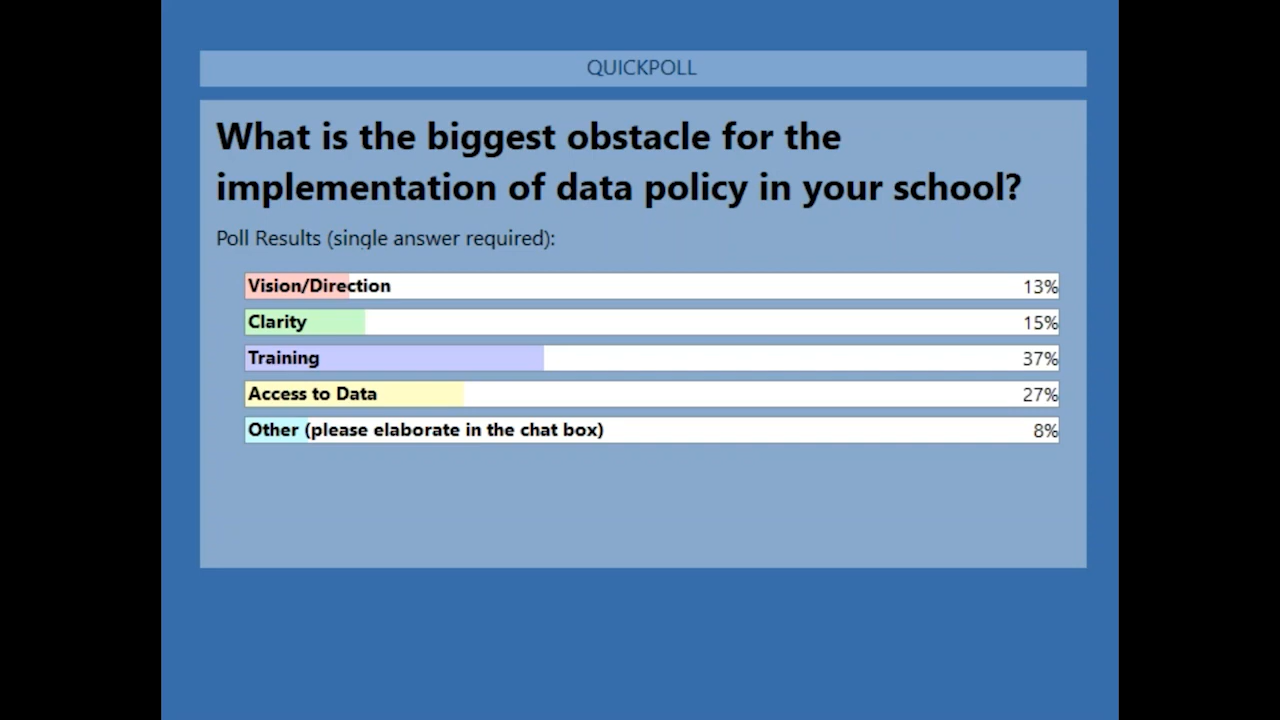 QUICKPOLL
What is the biggest obstacle for the
implementation of data policy in your school?
Poll Results (single answer required):
Vision/Direction 13%
Clarity 15%
Training 37%
Access to Data 27%
Other (please elaborate in the chat box) 8%